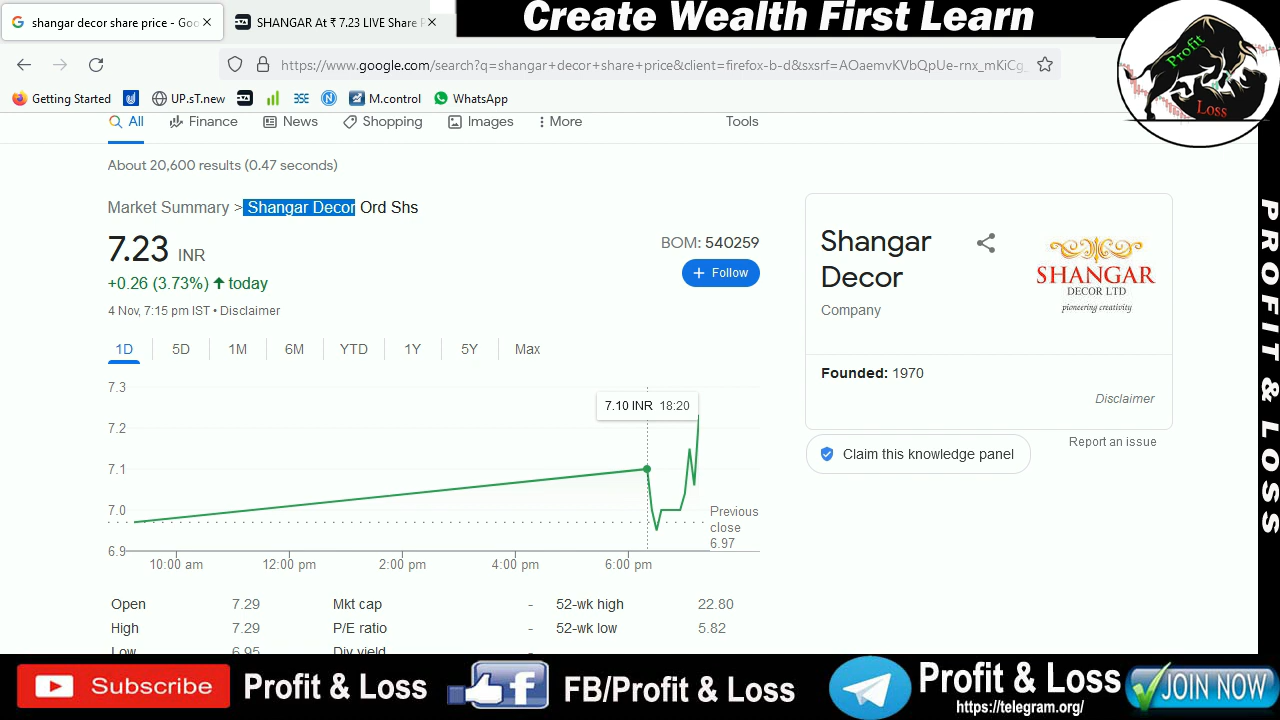 Create Wealth First Learn
shangar decor share price - Goo
SHANGAR At ₹ 7.23 LIVE Share
https://www.google.com/search?q=shangar+decor+share+price&client=firefox-b-d&sxsrf=AOaemvKVbQpUe-rnx_mKiCg_
Getting Started
UP.sT.new
BSE
M.control
WhatsApp
Profit
Loss
All
Finance
News
Shopping
Images
More
Tools
About 20,600 results (0.47 seconds)
Market Summary > Shangar Decor Ord Shs
7.23 INR
BOM: 540259
+0.26 (3.73%) today
+ Follow
4 Nov, 7:15 pm IST • Disclaimer
1D 5D 1M 6M YTD 1Y 5Y Max
7.3
7.10 INR 18:20
7.2
7.1
7.0
Previous
close
6.97
6.9
10:00 am 12:00 pm 2:00 pm 4:00 pm 6:00 pm
Open 7.29 Mkt cap - 52-wk high 22.80
High 7.29 P/E ratio - 52-wk low 5.82
Low 6.95 Div yield -
Shangar
Decor
Company
SHANGAR
DECOR LTD
pioneering creativity
Founded: 1970
Disclaimer
Claim this knowledge panel
Report an issue
PROFIT & LOSS
Subscribe
Profit & Loss
f
FB/Profit & Loss
Profit & Loss
https://telegram.org/
JOIN NOW